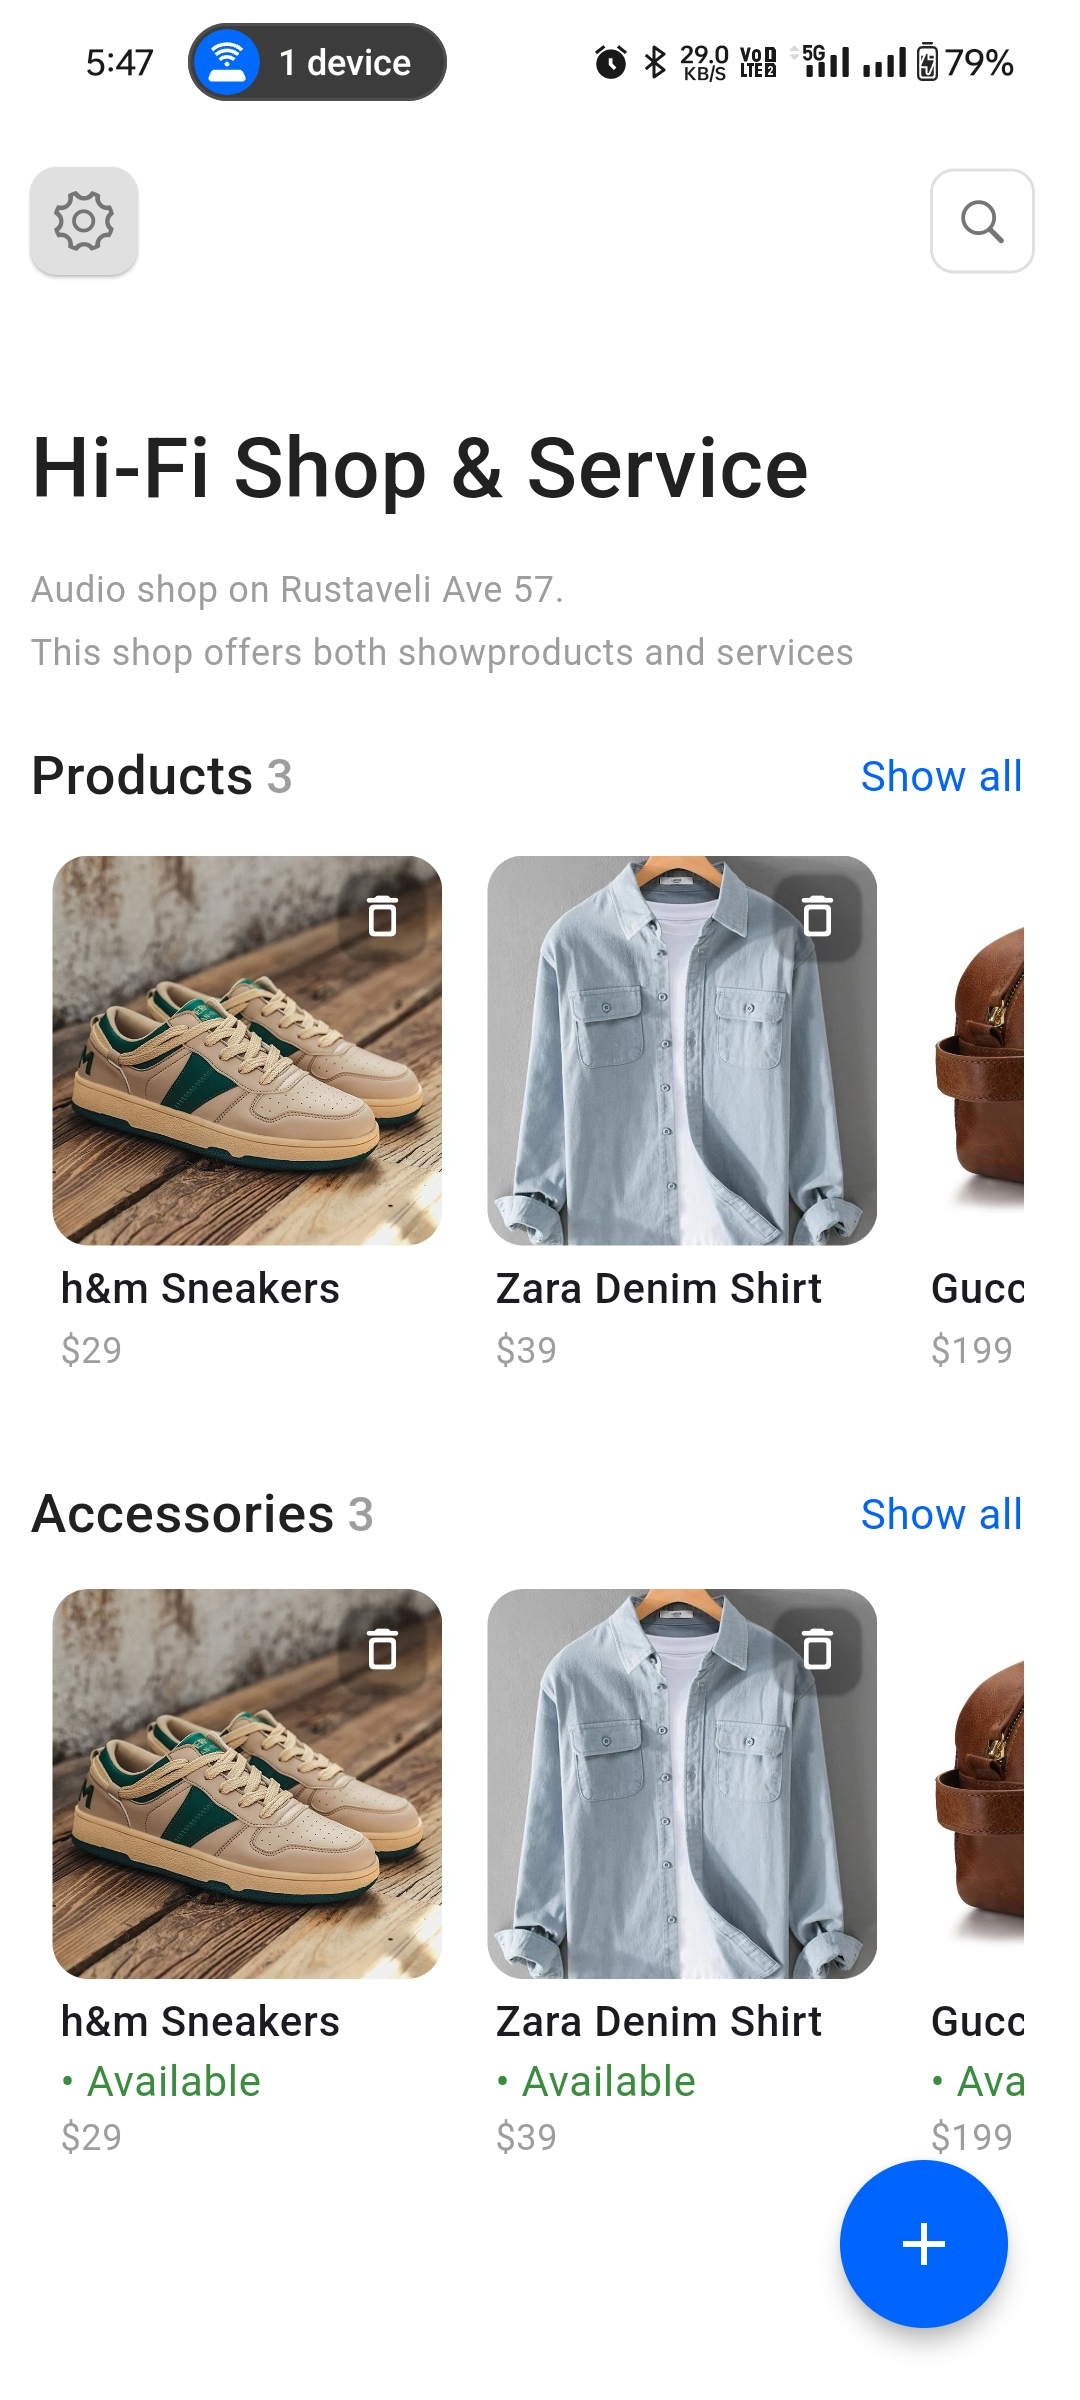 5:47
1 device
29.0
KB/S
VoD
LTE2
5G
79%
Hi-Fi Shop & Service
Audio shop on Rustaveli Ave 57.
This shop offers both showproducts and services
Products 3
Show all
h&m Sneakers
Zara Denim Shirt
Gucc
$29
$39
$199
Accessories 3
Show all
h&m Sneakers
Zara Denim Shirt
Gucc
• Available
• Available
• Ava
$29
$39
$199